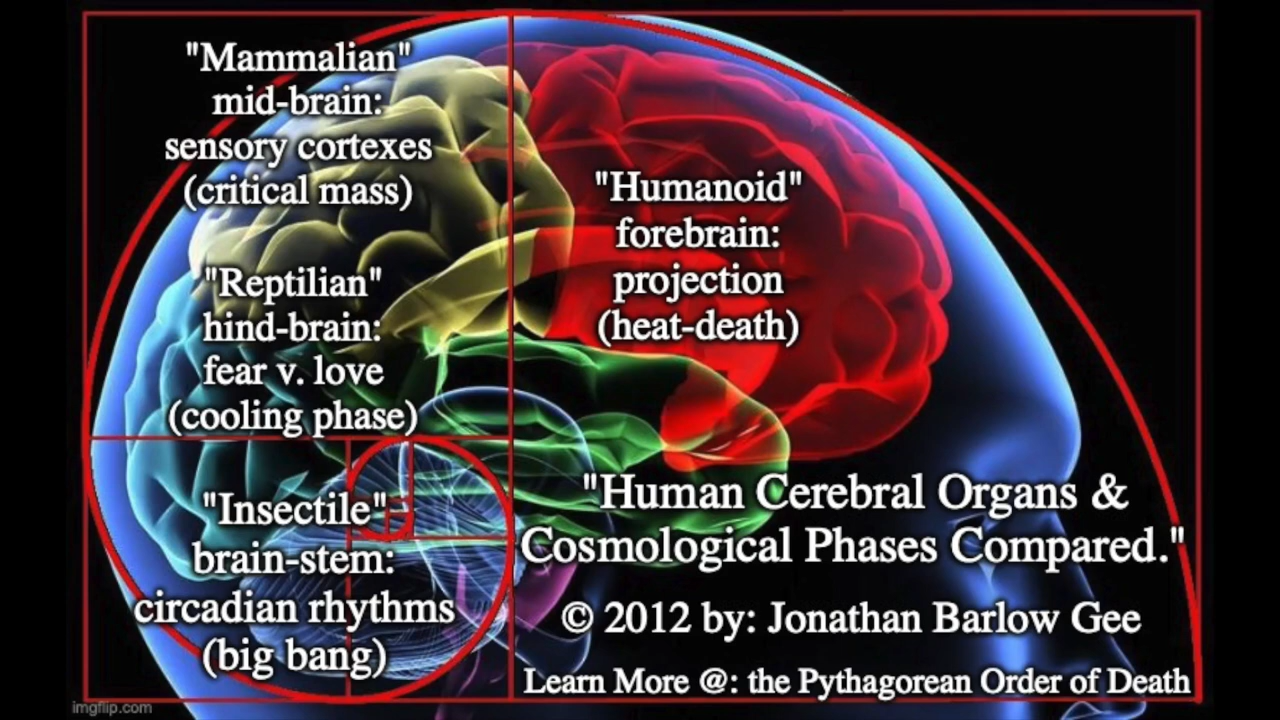 "Mammalian"
mid-brain:
sensory cortexes
(critical mass)
"Reptilian"
hind-brain:
fear v. love
(cooling phase)
"Insectile"
brain-stem:
circadian rhythms
(big bang)
"Humanoid"
forebrain:
projection
(heat-death)
"Human Cerebral Organs &
Cosmological Phases Compared."
© 2012 by: Jonathan Barlow Gee
Learn More @: the Pythagorean Order of Death
imgflip.com